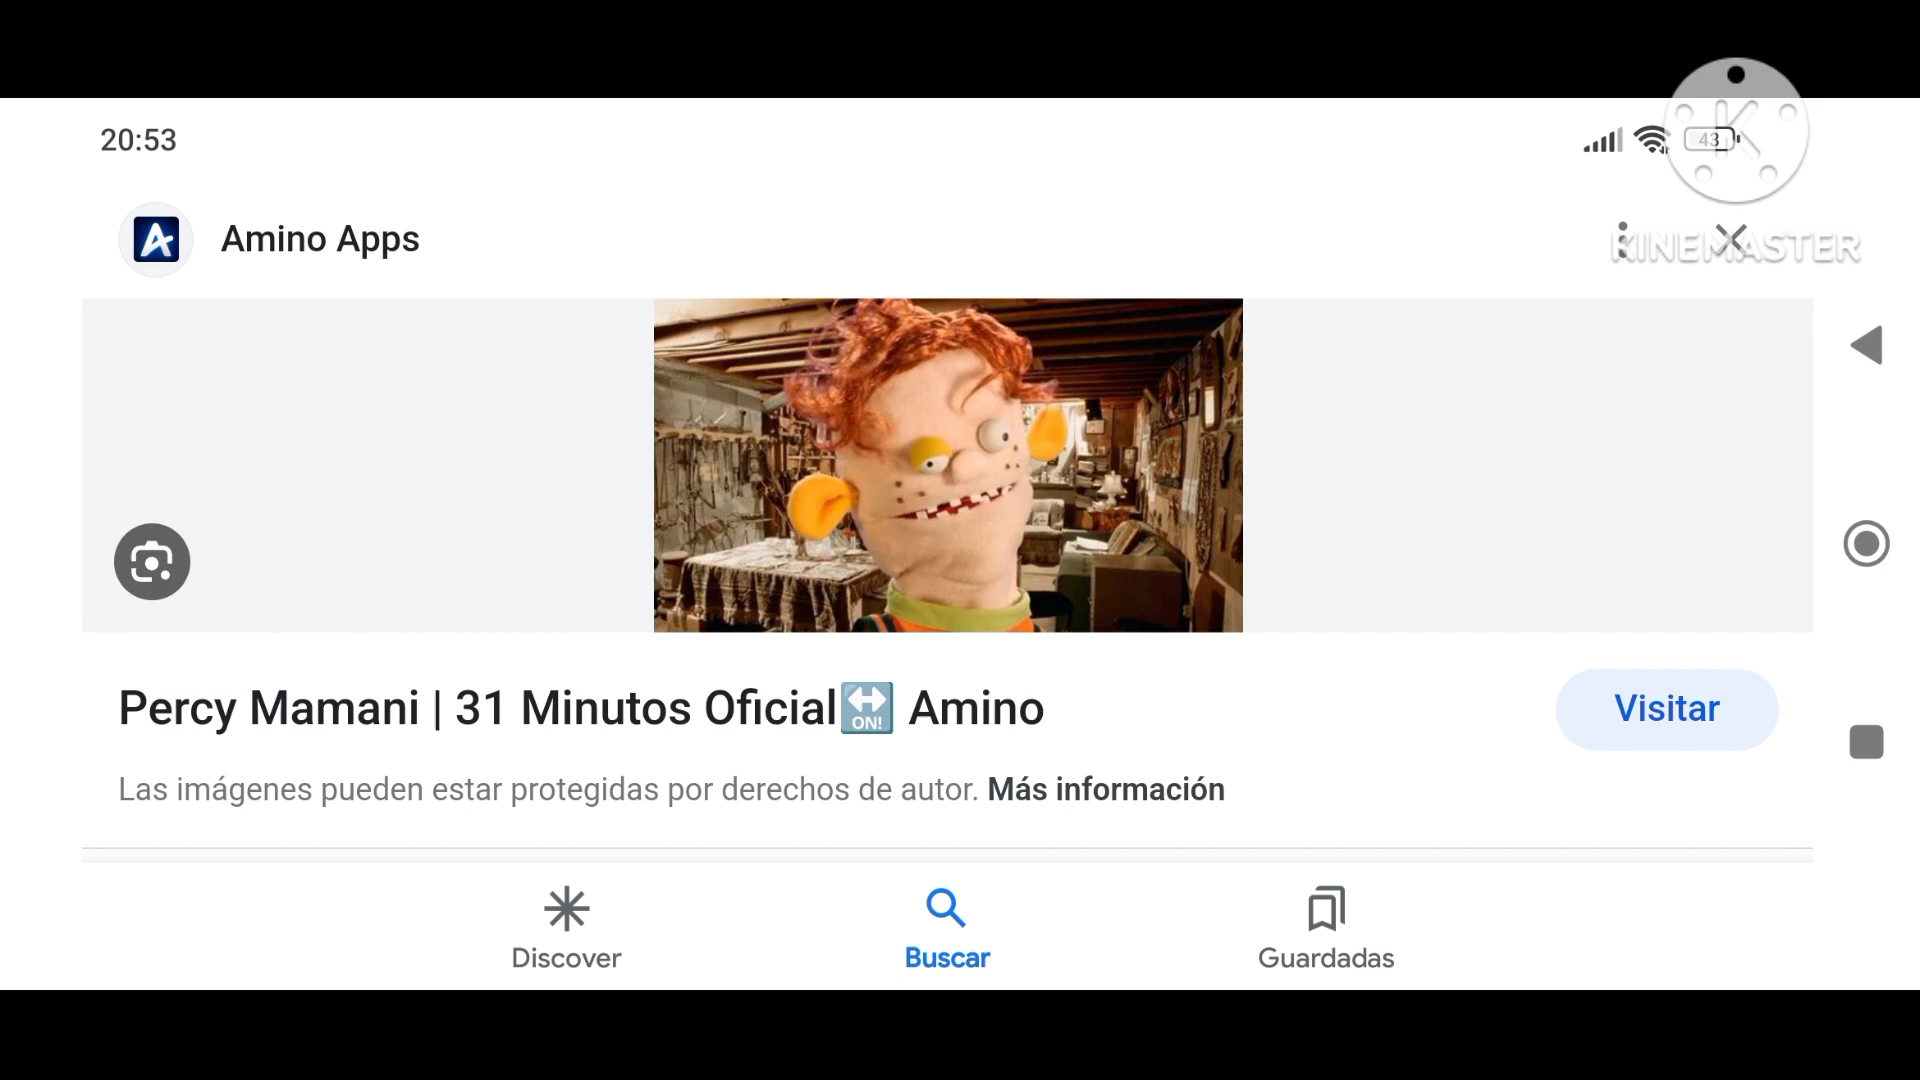 20:53
43
Amino Apps
KINEMASTER
Percy Mamani | 31 Minutos Oficial🔛 Amino
Visitar
Las imágenes pueden estar protegidas por derechos de autor. Más información
Discover
Buscar
Guardadas